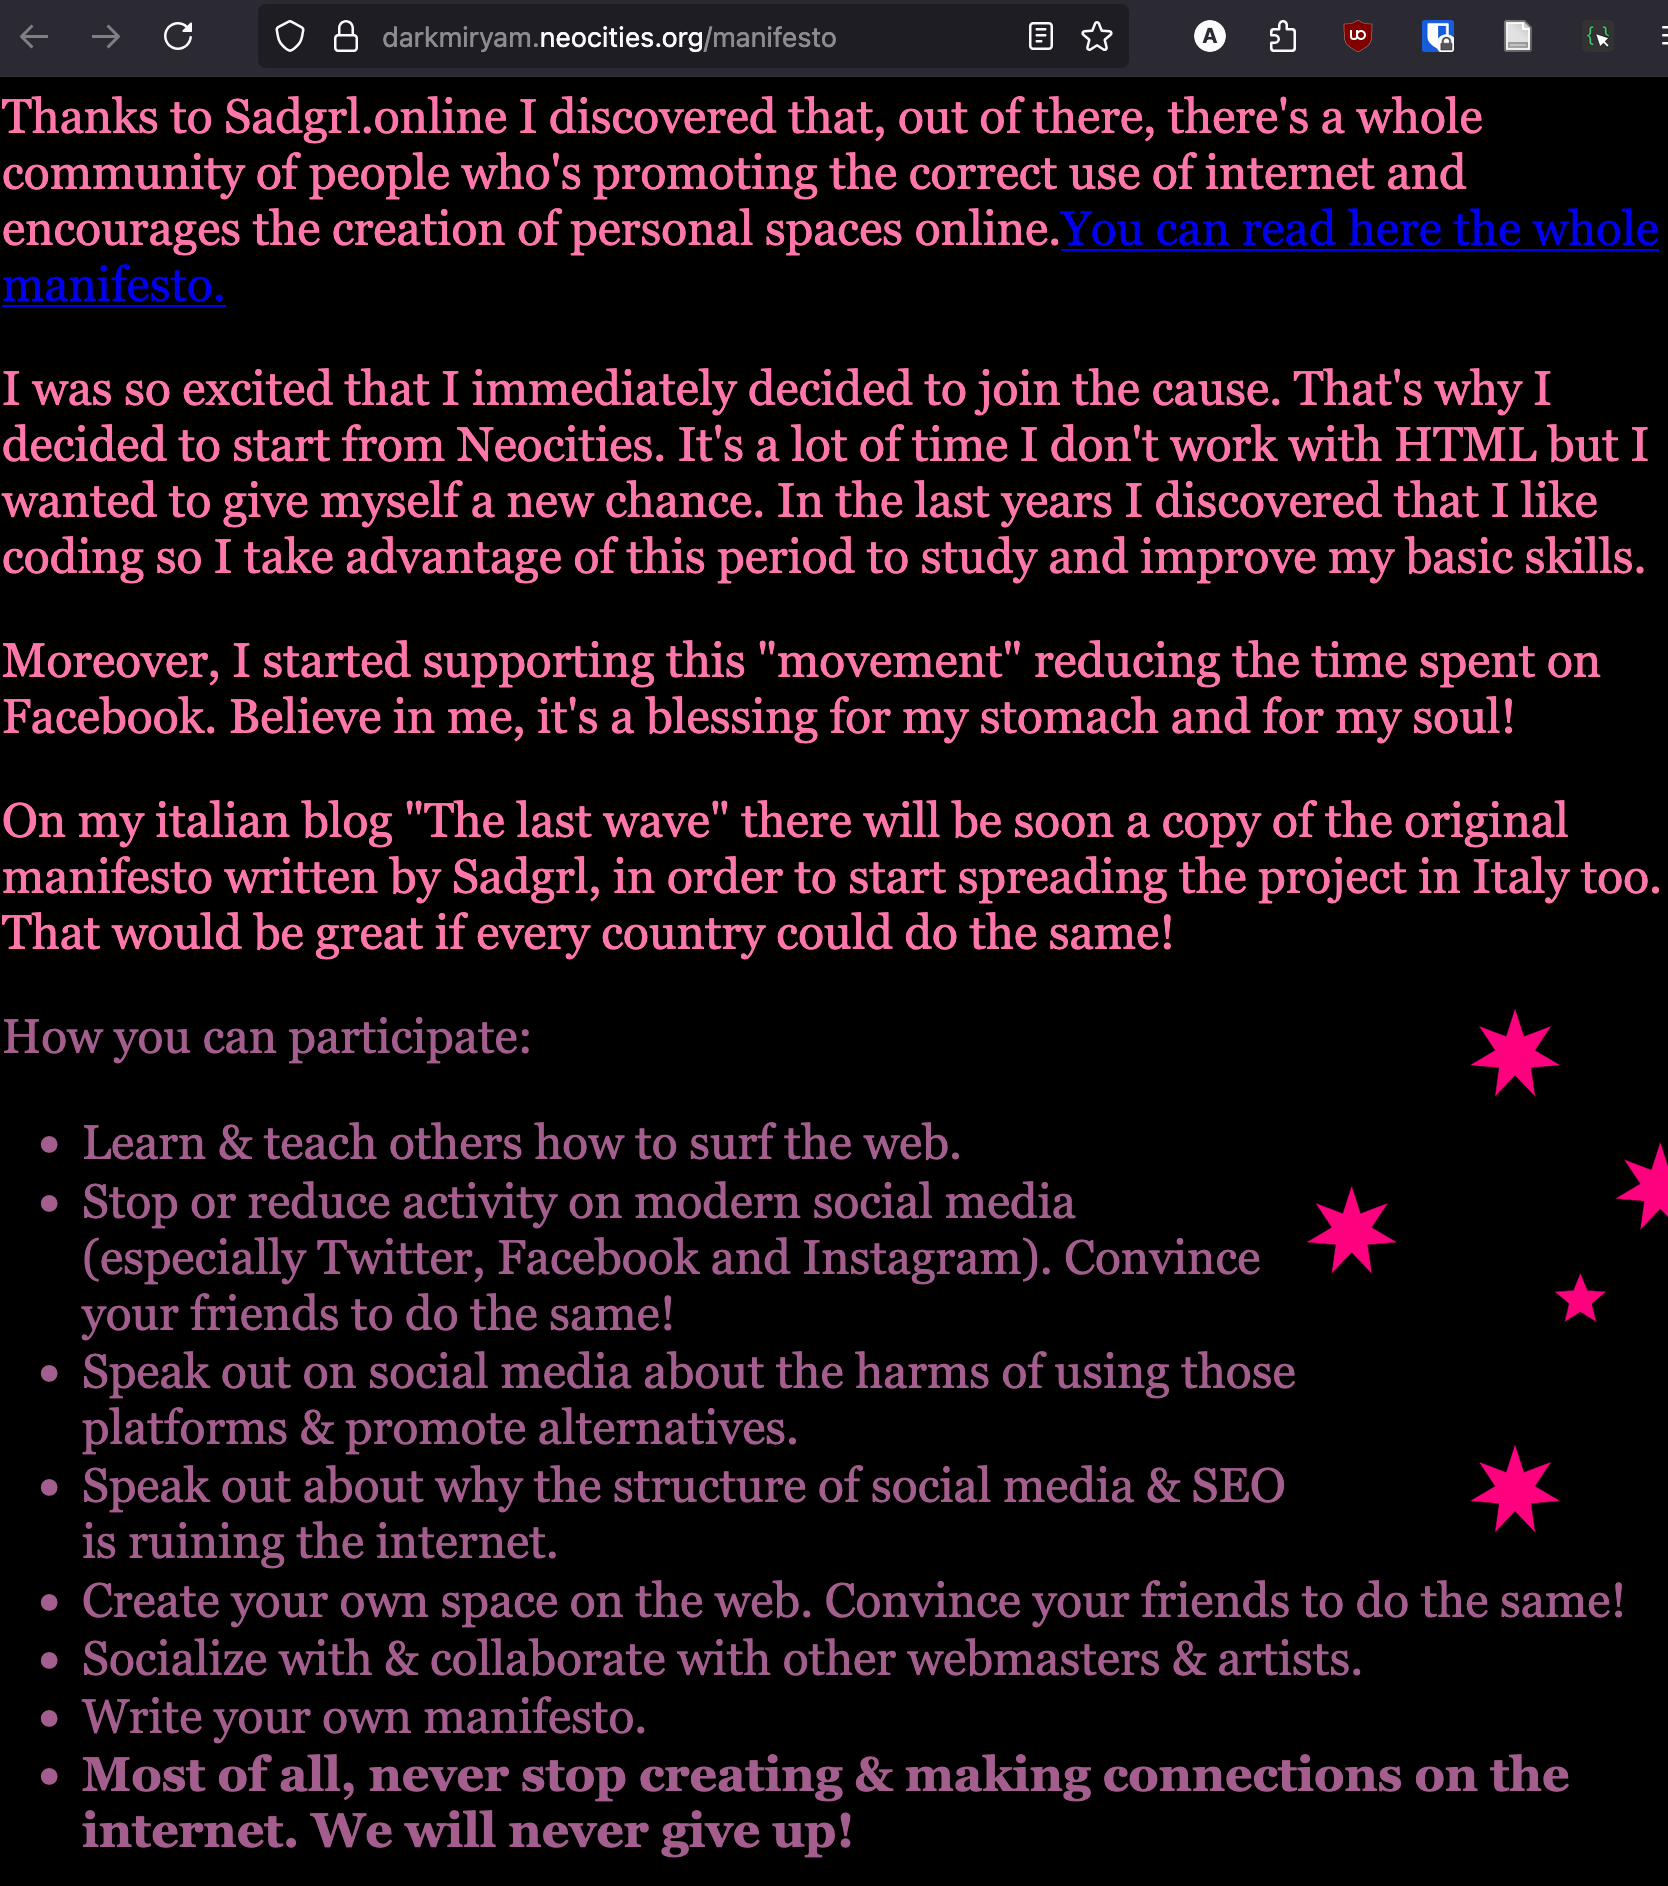 darkmiryam.neocities.org/manifesto
A
UO
Thanks to Sadgrl.online I discovered that, out of there, there's a whole
community of people who's promoting the correct use of internet and
encourages the creation of personal spaces online.You can read here the whole
manifesto.
I was so excited that I immediately decided to join the cause. That's why I
decided to start from Neocities. It's a lot of time I don't work with HTML but I
wanted to give myself a new chance. In the last years I discovered that I like
coding so I take advantage of this period to study and improve my basic skills.
Moreover, I started supporting this "movement" reducing the time spent on
Facebook. Believe in me, it's a blessing for my stomach and for my soul!
On my italian blog "The last wave" there will be soon a copy of the original
manifesto written by Sadgrl, in order to start spreading the project in Italy too.
That would be great if every country could do the same!
How you can participate:
• Learn & teach others how to surf the web.
• Stop or reduce activity on modern social media
(especially Twitter, Facebook and Instagram). Convince
your friends to do the same!
• Speak out on social media about the harms of using those
platforms & promote alternatives.
• Speak out about why the structure of social media & SEO
is ruining the internet.
• Create your own space on the web. Convince your friends to do the same!
• Socialize with & collaborate with other webmasters & artists.
• Write your own manifesto.
• Most of all, never stop creating & making connections on the
internet. We will never give up!